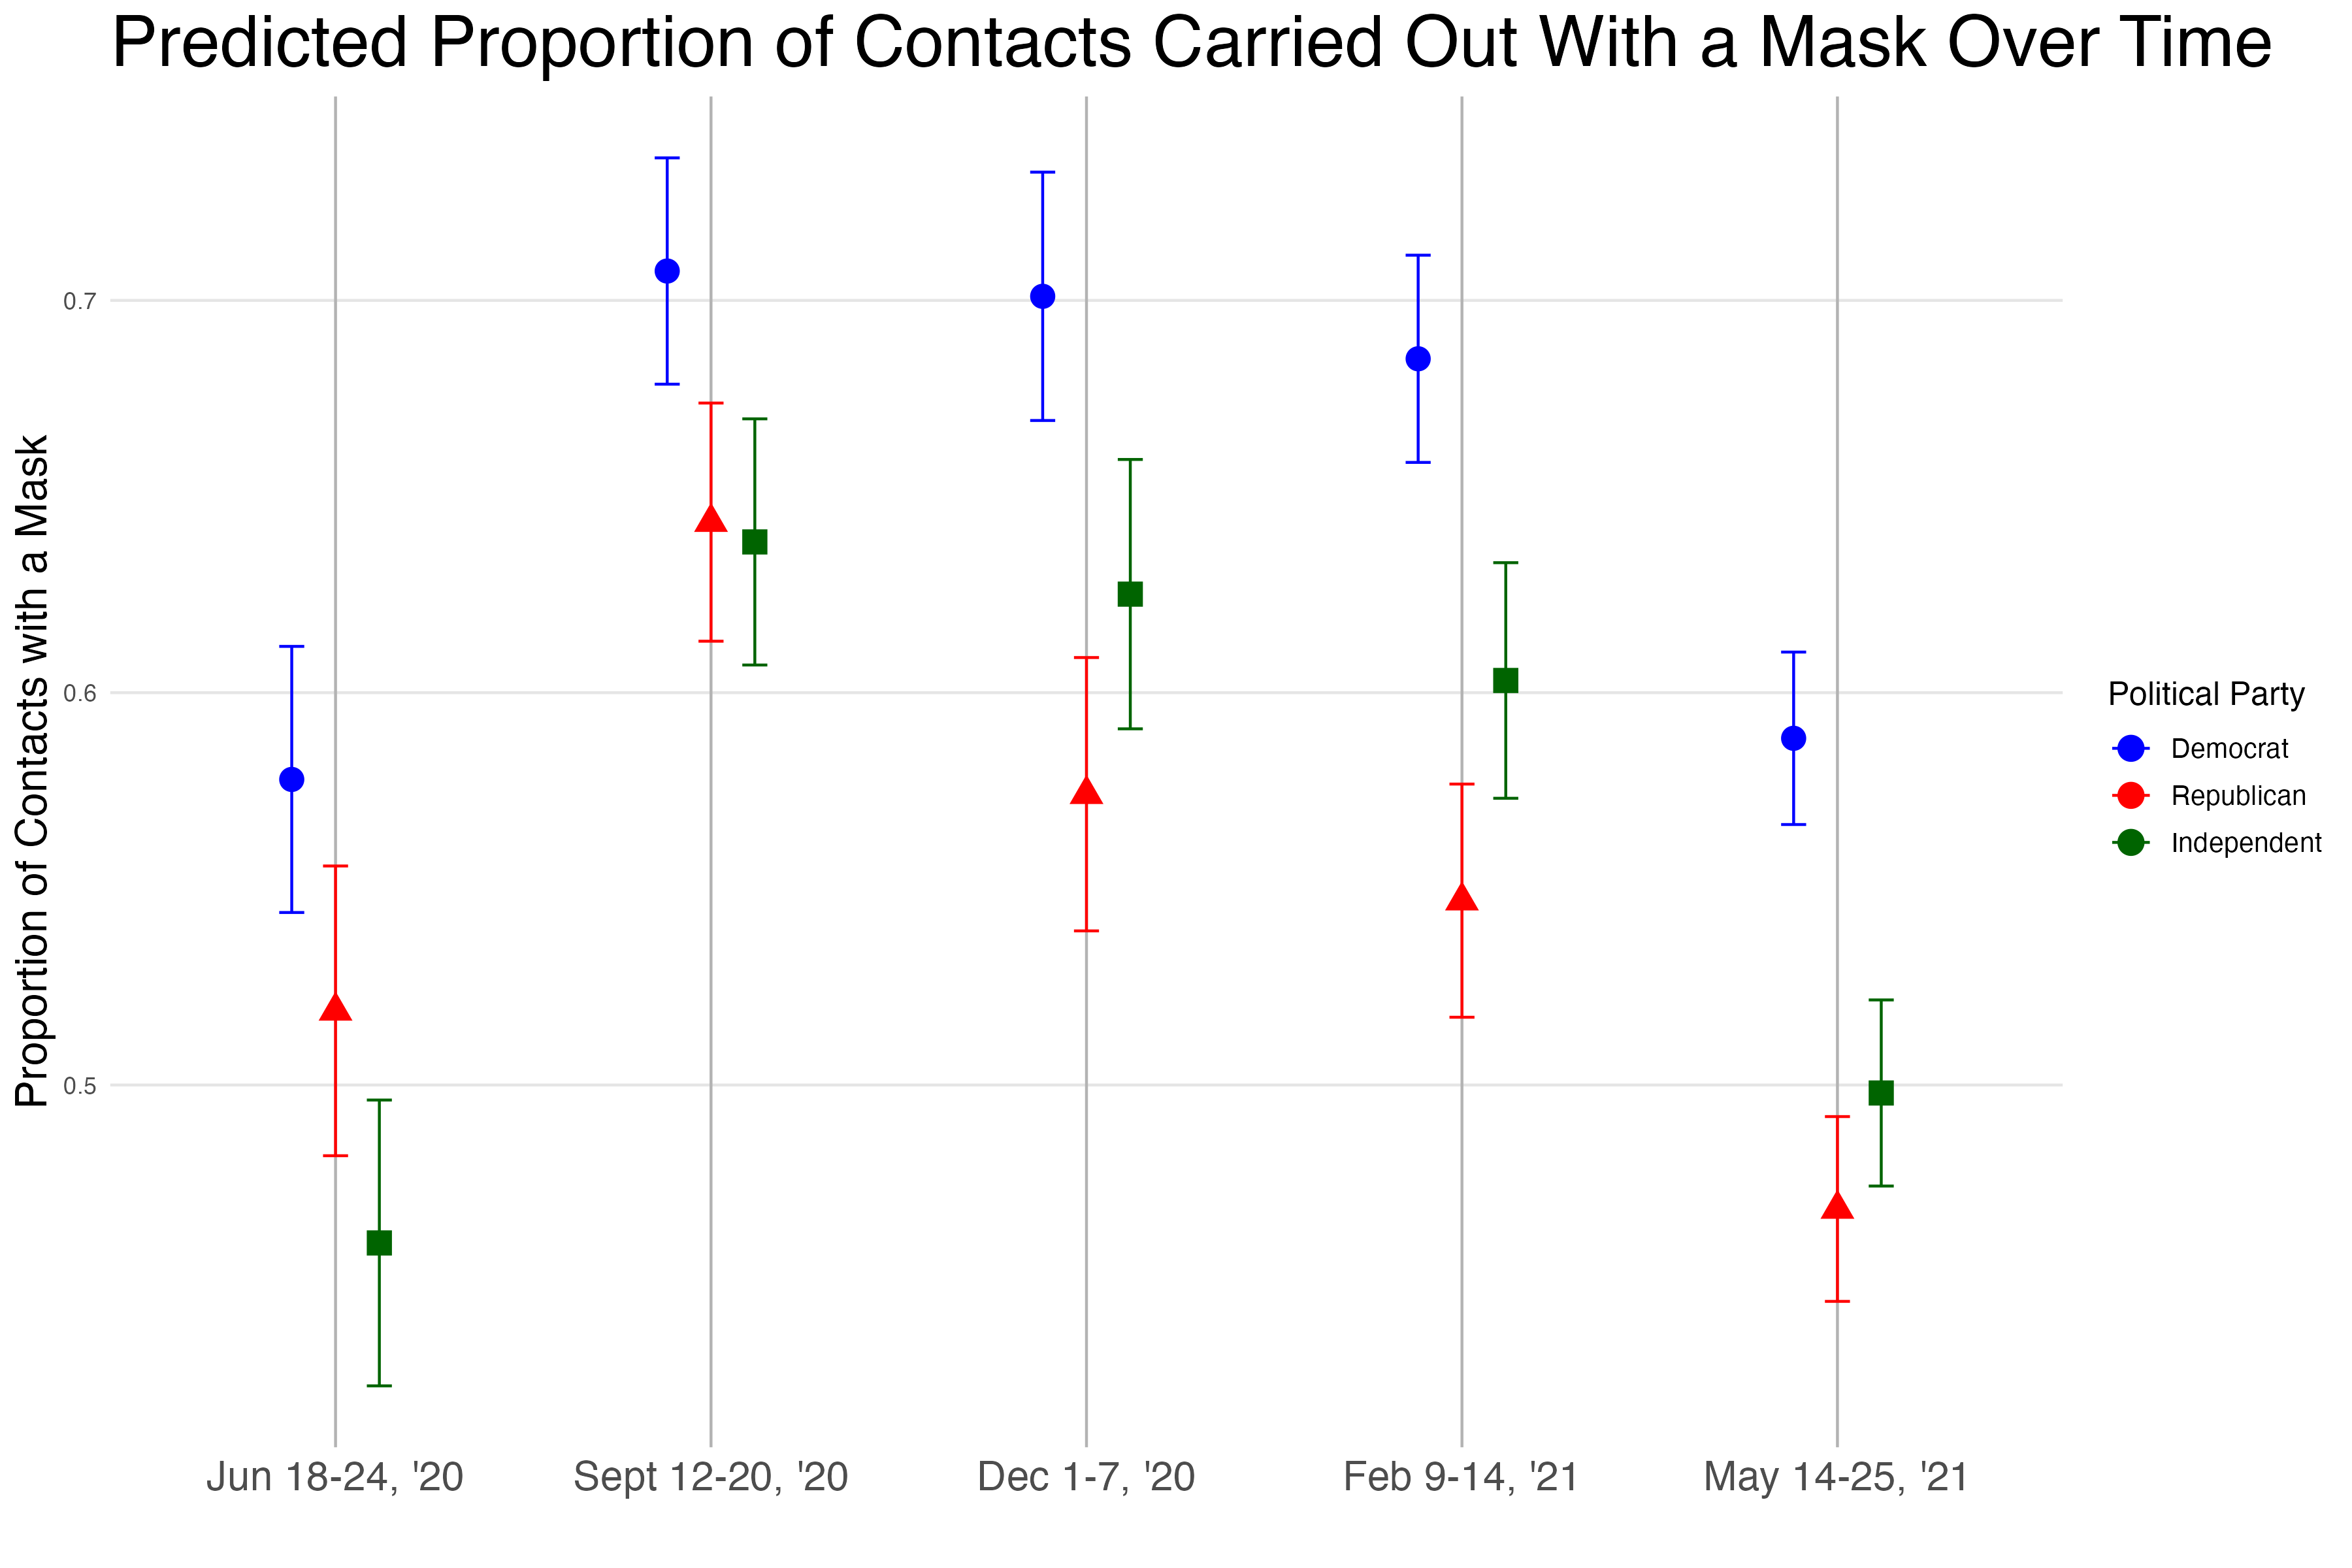 Predicted Proportion of Contacts Carried Out With a Mask Over Time
Proportion of Contacts with a Mask
0.7
0.6
0.5
Jun 18-24, '20
Sept 12-20, '20
Dec 1-7, '20
Feb 9-14, '21
May 14-25, '21
Political Party
Democrat
Republican
Independent